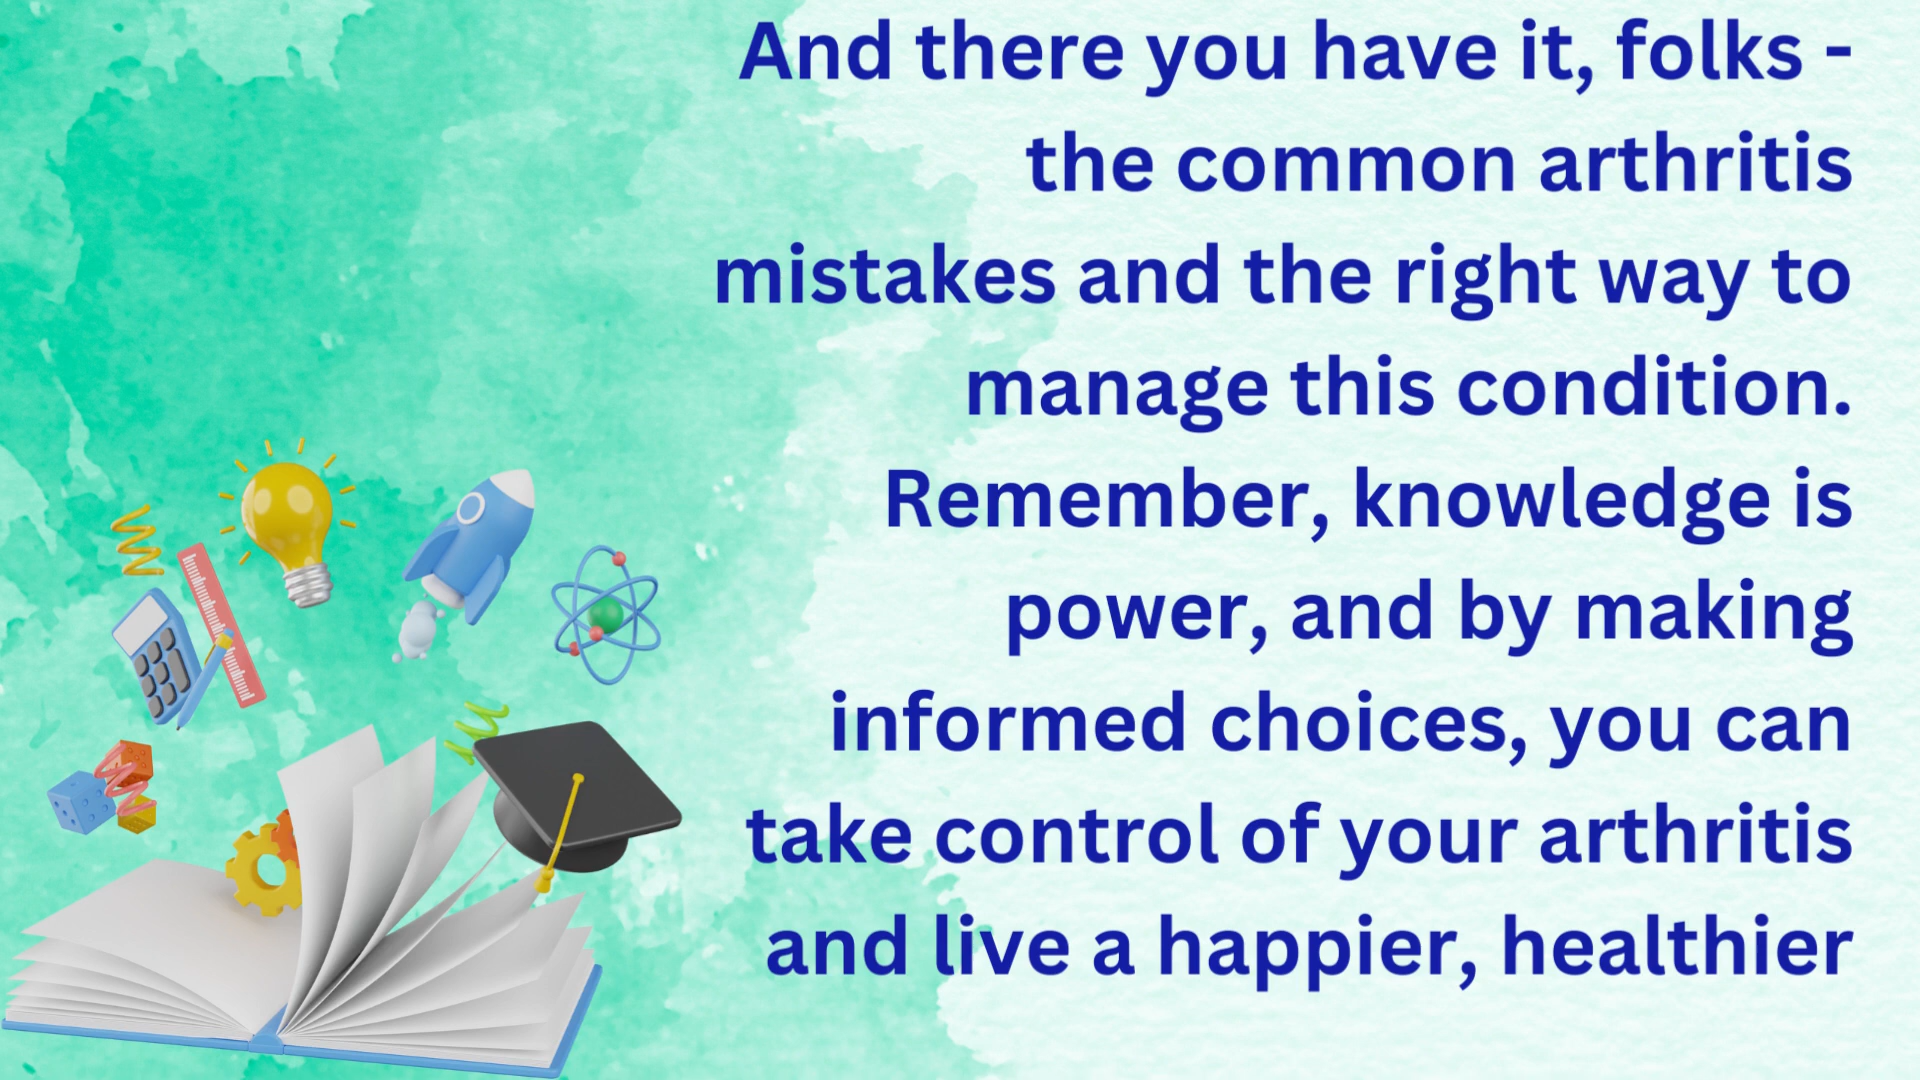 And there you have it, folks -
the common arthritis
mistakes and the right way to
manage this condition.
Remember, knowledge is
power, and by making
informed choices, you can
take control of your arthritis
and live a happier, healthier